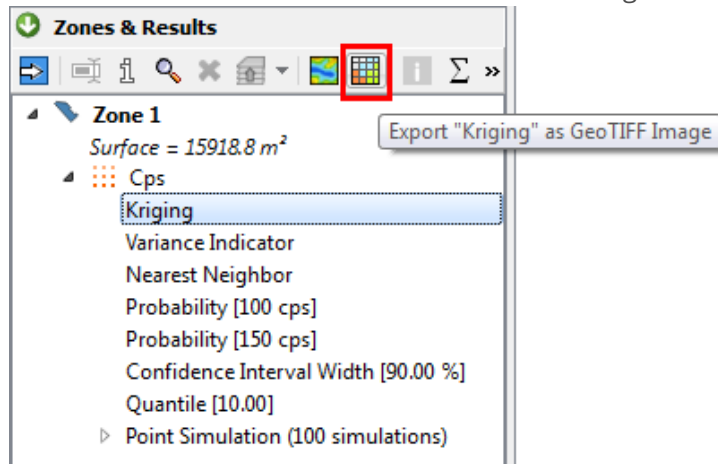 Zones & Results
Σ »
Zone 1
Surface = 15918.8 m²
Export "Kriging" as GeoTIFF Image
Cps
Kriging
Variance Indicator
Nearest Neighbor
Probability [100 cps]
Probability [150 cps]
Confidence Interval Width [90.00 %]
Quantile [10.00]
Point Simulation (100 simulations)